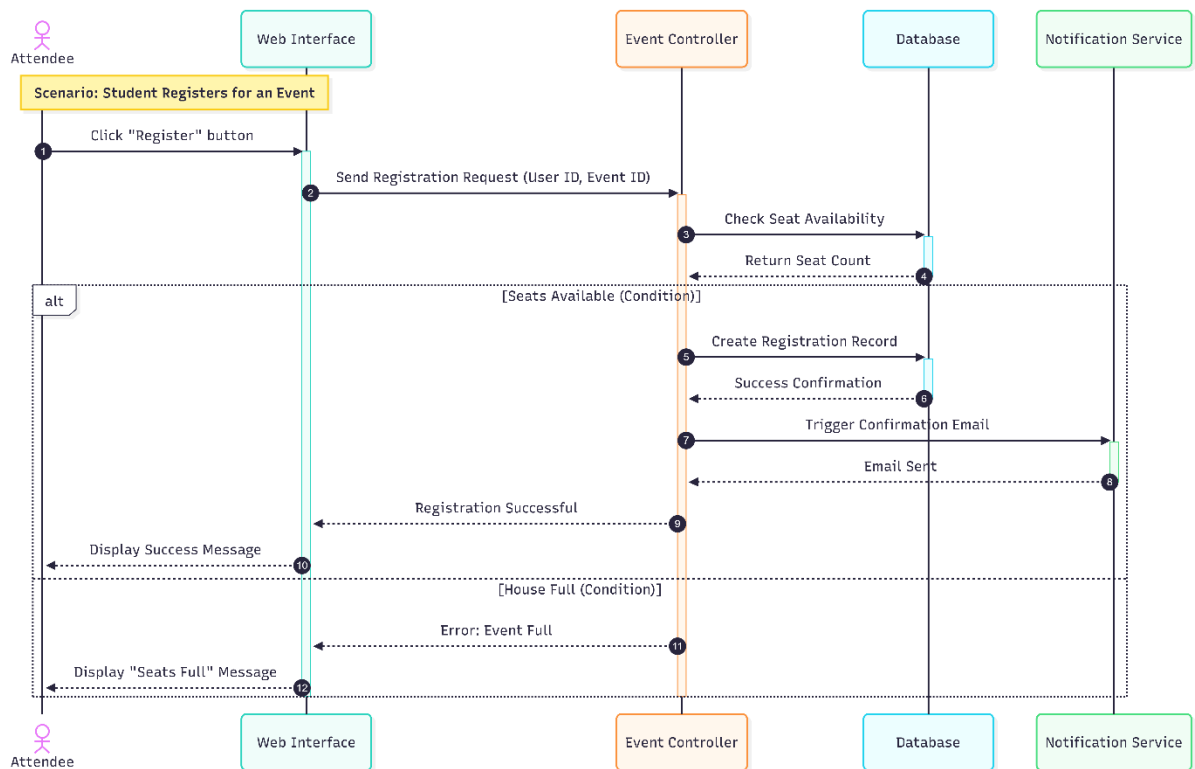 Attendee
Web Interface
Event Controller
Database
Notification Service
Scenario: Student Registers for an Event
Click "Register" button
1
Send Registration Request (User ID, Event ID)
2
Check Seat Availability
3
Return Seat Count
4
alt
[Seats Available (Condition)]
Create Registration Record
5
Success Confirmation
6
Trigger Confirmation Email
7
Email Sent
8
Registration Successful
9
Display Success Message
10
[House Full (Condition)]
Error: Event Full
11
Display "Seats Full" Message
12
Attendee
Web Interface
Event Controller
Database
Notification Service